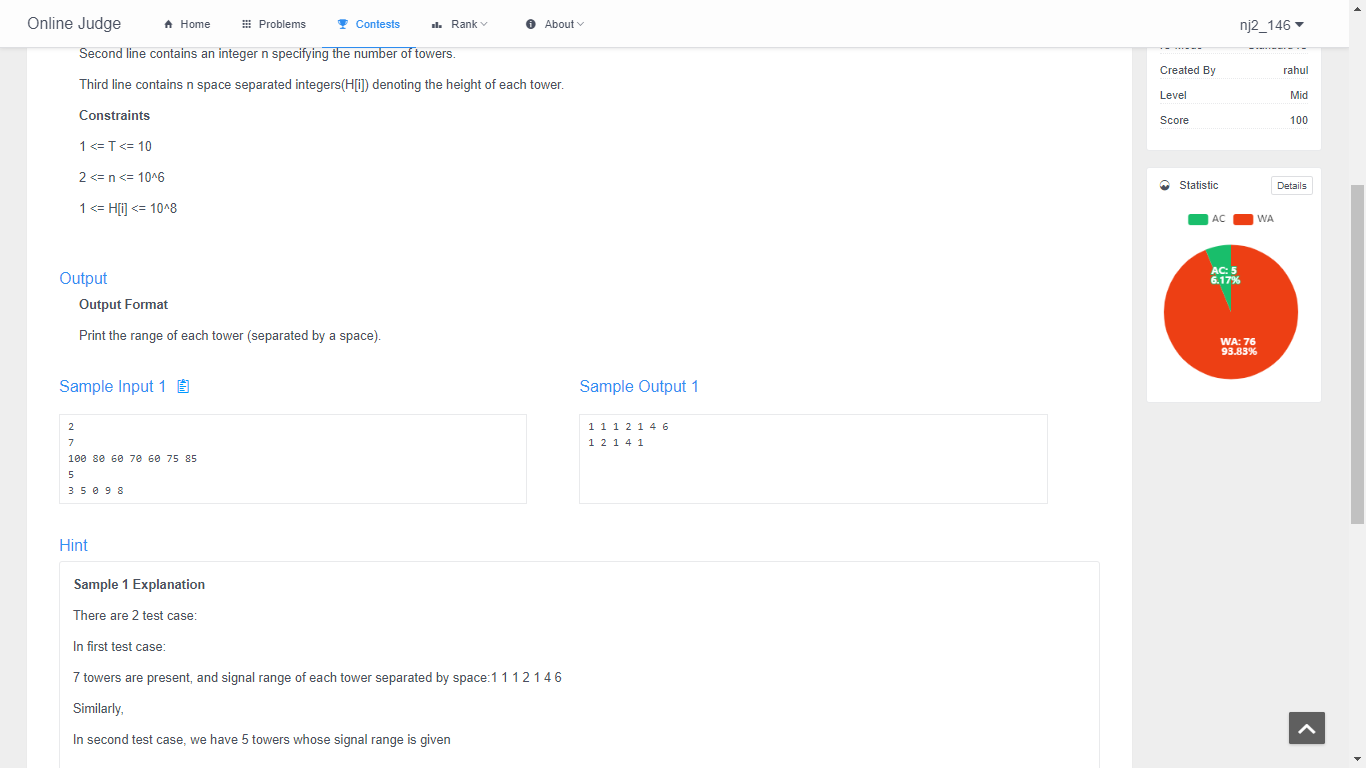 Online Judge
Home
Problems
Contests
Rank
About
nj2_146
Second line contains an integer n specifying the number of towers.
Third line contains n space separated integers(H[i]) denoting the height of each tower.
Constraints
1 <= T <= 10
2 <= n <= 10^6
1 <= H[i] <= 10^8
Output
Output Format
Print the range of each tower (separated by a space).
Sample Input 1
2
7
100 80 60 70 60 75 85
5
3 5 0 9 8
Sample Output 1
1 1 1 2 1 4 6
1 2 1 4 1
Hint
Sample 1 Explanation
There are 2 test case:
In first test case:
7 towers are present, and signal range of each tower separated by space:1 1 1 2 1 4 6
Similarly,
In second test case, we have 5 towers whose signal range is given
Created By rahul
Level Mid
Score 100
Statistic
Details
AC WA
AC: 5
6.17%
WA: 76
93.83%